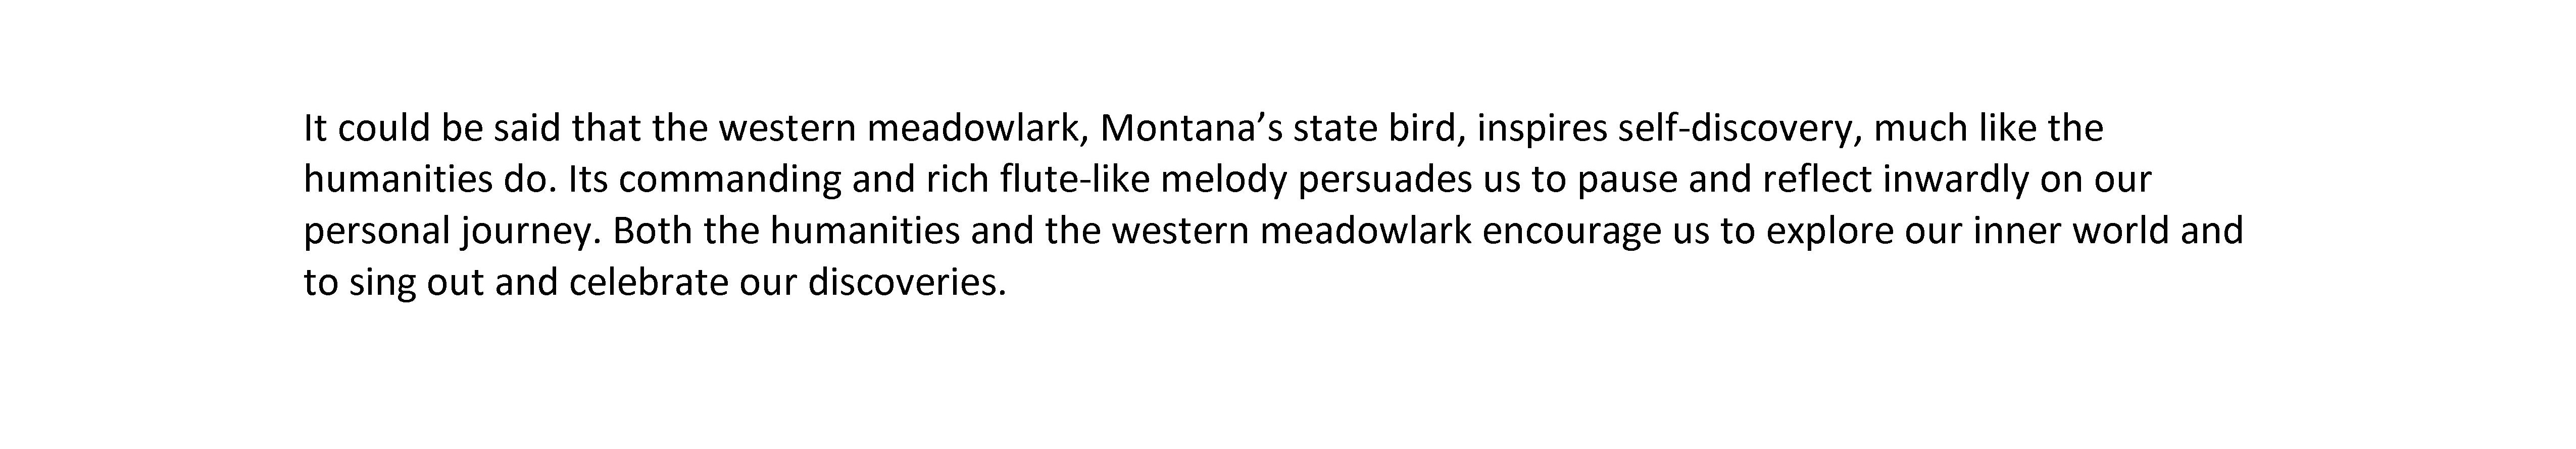 It could be said that the western meadowlark, Montana’s state bird, inspires self-discovery, much like the
humanities do. Its commanding and rich flute-like melody persuades us to pause and reflect inwardly on our
personal journey. Both the humanities and the western meadowlark encourage us to explore our inner world and
to sing out and celebrate our discoveries.